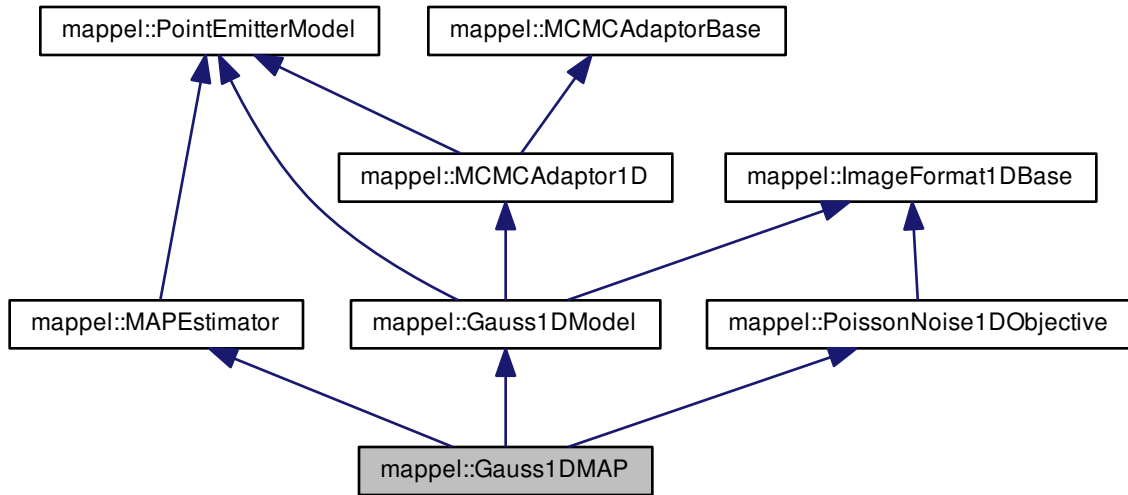 mappel::PointEmitterModel
mappel::MCMCAdaptorBase
mappel::MCMCAdaptor1D
mappel::ImageFormat1DBase
mappel::MAPEstimator
mappel::Gauss1DModel
mappel::PoissonNoise1DObjective
mappel::Gauss1DMAP